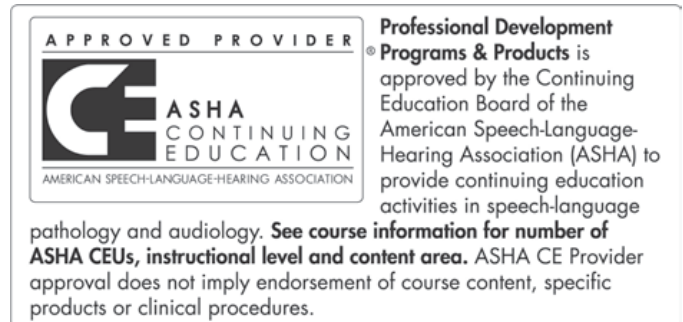 APPROVED PROVIDER
CE
ASHA
CONTINUING
EDUCATION
AMERICAN SPEECH-LANGUAGE-HEARING ASSOCIATION
®
Professional Development
Programs & Products is
approved by the Continuing
Education Board of the
American Speech-Language-
Hearing Association (ASHA) to
provide continuing education
activities in speech-language
pathology and audiology. See course information for number of
ASHA CEUs, instructional level and content area. ASHA CE Provider
approval does not imply endorsement of course content, specific
products or clinical procedures.